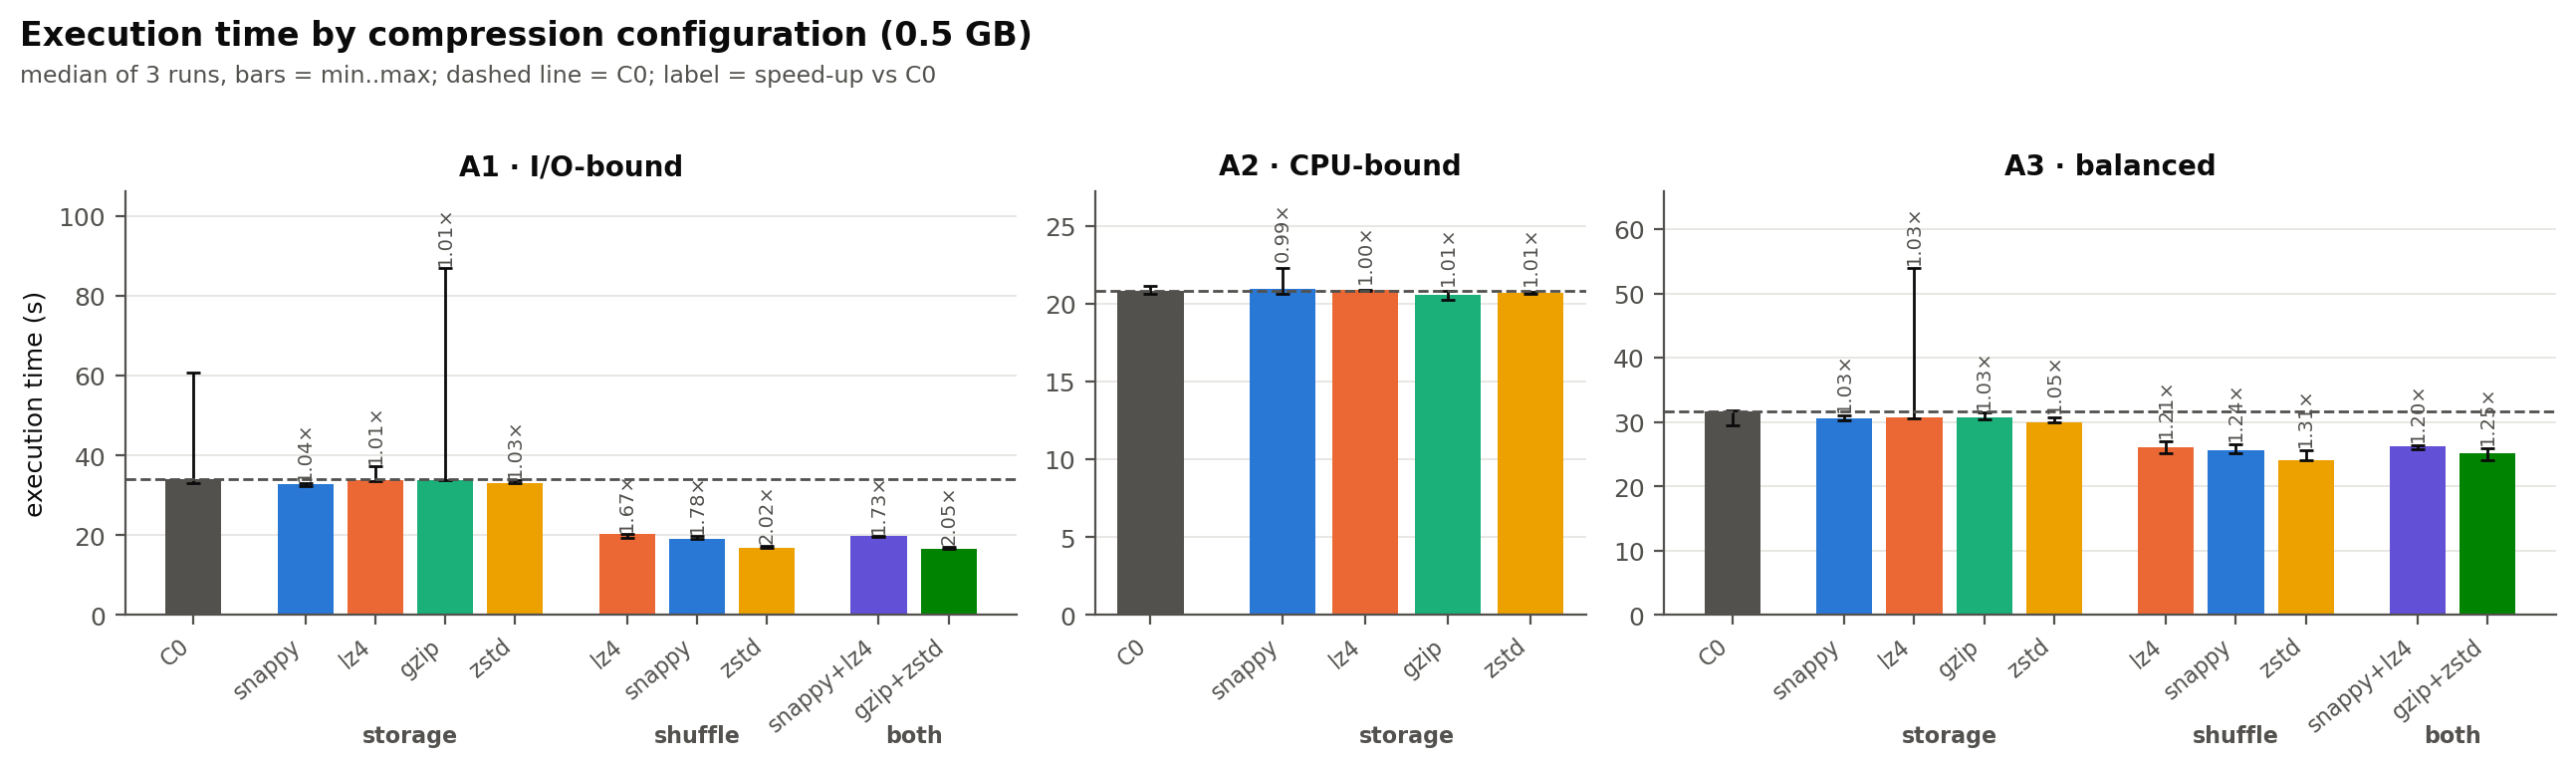 Execution time by compression configuration (0.5 GB)
median of 3 runs, bars = min..max; dashed line = C0; label = speed-up vs C0
A1 · I/O-bound
execution time (s)
100
80
60
40
20
0
1.04×
1.01×
1.01×
1.03×
1.67×
1.78×
2.02×
1.73×
2.05×
C0
snappy
lz4
gzip
zstd
lz4
snappy
zstd
snappy+lz4
gzip+zstd
storage
shuffle
both
A2 · CPU-bound
25
20
15
10
5
0
0.99×
1.00×
1.01×
1.01×
C0
snappy
lz4
gzip
zstd
storage
A3 · balanced
60
50
40
30
20
10
0
1.03×
1.03×
1.03×
1.05×
1.21×
1.24×
1.31×
1.20×
1.25×
C0
snappy
lz4
gzip
zstd
lz4
snappy
zstd
snappy+lz4
gzip+zstd
storage
shuffle
both